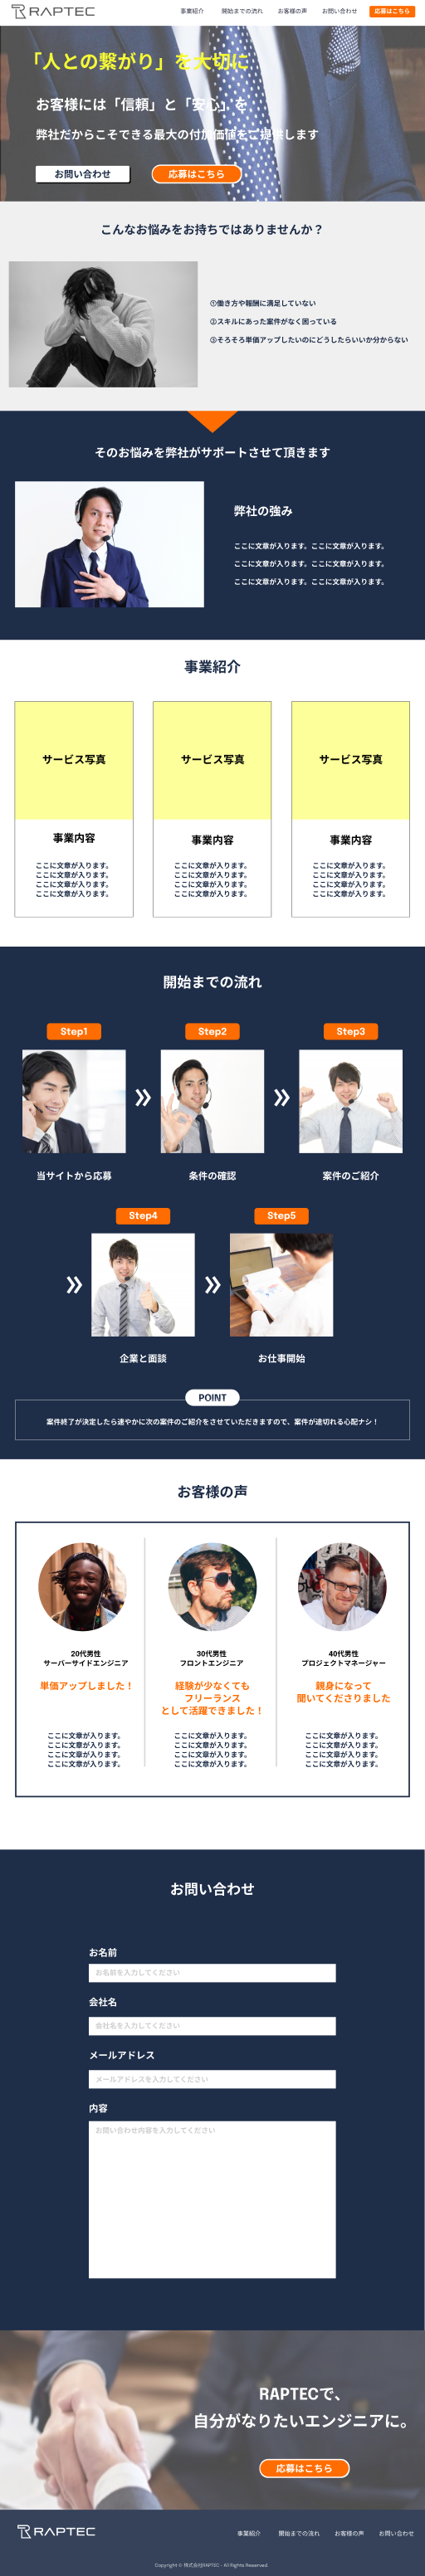 RAPTEC
事業紹介 開始までの流れ お客様の声 お問い合わせ 応募はこちら
「人との繋がり」を大切に
お客様には「信頼」と「安心」を
弊社だからこそできる最大の付加価値をご提供します
お問い合わせ 応募はこちら
こんなお悩みをお持ちではありませんか？
①働き方や報酬に満足していない
②スキルにあった案件がなく困っている
③そろそろ単価アップしたいのにどうしたらいいか分からない
そのお悩みを弊社がサポートさせて頂きます
弊社の強み
ここに文章が入ります。ここに文章が入ります。
ここに文章が入ります。ここに文章が入ります。
ここに文章が入ります。ここに文章が入ります。
事業紹介
サービス写真 サービス写真 サービス写真
事業内容 事業内容 事業内容
ここに文章が入ります。 ここに文章が入ります。 ここに文章が入ります。
ここに文章が入ります。 ここに文章が入ります。 ここに文章が入ります。
ここに文章が入ります。 ここに文章が入ります。 ここに文章が入ります。
ここに文章が入ります。 ここに文章が入ります。 ここに文章が入ります。
開始までの流れ
Step1 Step2 Step3
当サイトから応募 条件の確認 案件のご紹介
Step4 Step5
企業と面談 お仕事開始
POINT
案件終了が決定したら速やかに次の案件のご紹介をさせていただきますので、案件が途切れる心配ナシ！
お客様の声
20代男性
サーバーサイドエンジニア
単価アップしました！
ここに文章が入ります。
ここに文章が入ります。
ここに文章が入ります。
ここに文章が入ります。
30代男性
フロントエンジニア
経験が少なくても
フリーランス
として活躍できました！
ここに文章が入ります。
ここに文章が入ります。
ここに文章が入ります。
ここに文章が入ります。
40代男性
プロジェクトマネージャー
親身になって
聞いてくださりました
ここに文章が入ります。
ここに文章が入ります。
ここに文章が入ります。
ここに文章が入ります。
お問い合わせ
お名前
お名前を入力してください
会社名
会社名を入力してください
メールアドレス
メールアドレスを入力してください
内容
お問い合わせ内容を入力してください
RAPTECで、
自分がなりたいエンジニアに。
応募はこちら
RAPTEC
事業紹介 開始までの流れ お客様の声 お問い合わせ
Copyright © 株式会社RAPTEC - All Rights Reserved.